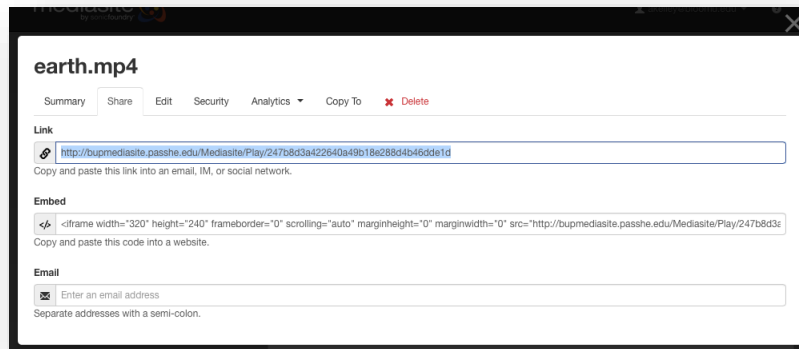 mediasite
by sonicfoundry
earth.mp4
Summary Share Edit Security Analytics Copy To Delete
Link
http://bupmediasite.passhe.edu/Mediasite/Play/247b8d3a422640a49b18e288d4b46dde1d
Copy and paste this link into an email, IM, or social network.
Embed
<iframe width="320" height="240" frameborder="0" scrolling="auto" marginheight="0" marginwidth="0" src="http://bupmediasite.passhe.edu/Mediasite/Play/247b8d3a
Copy and paste this code into a website.
Email
Enter an email address
Separate addresses with a semi-colon.